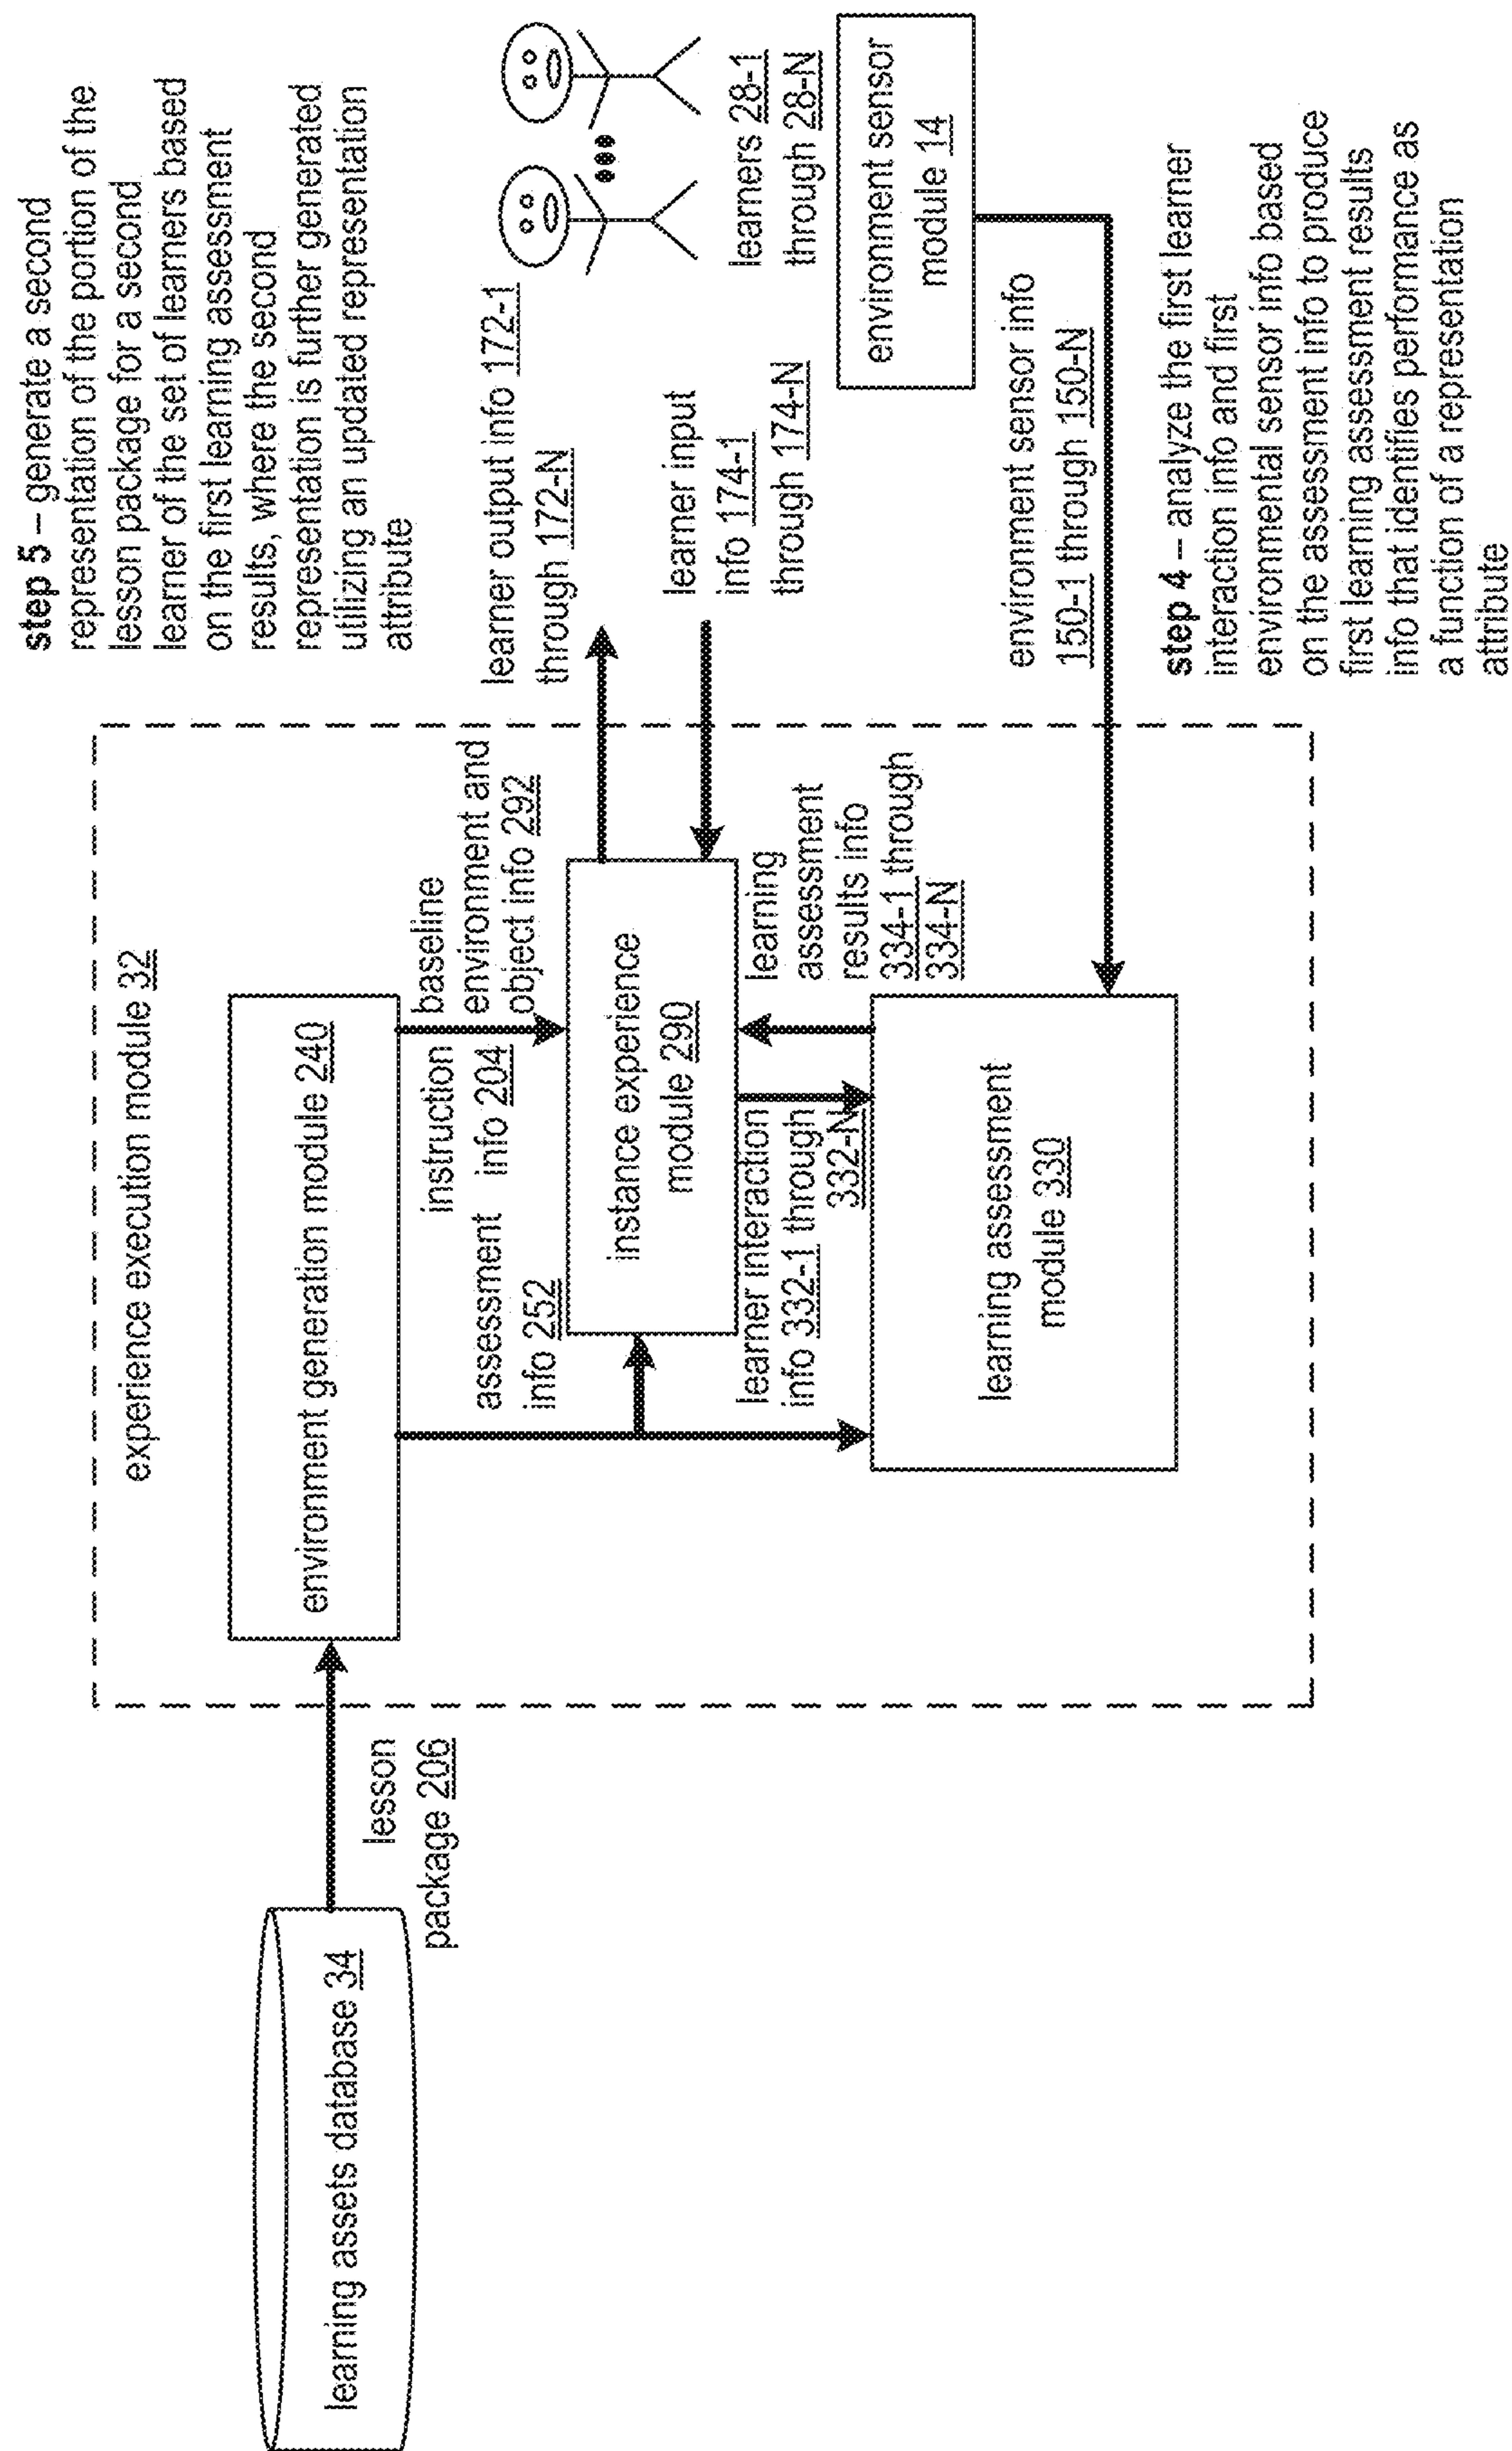 step 5 – generate a second
representation of the portion of the
lesson package for a second
learner of the set of learners based
on the first learning assessment
results, where the second
representation is further generated
utilizing an updated representation
attribute
experience execution module 32
learning assets database 34
lesson
package 206
environment generation module 240
baseline
environment and
object info 292
instruction
info 204
assessment
info 252
instance experience
module 290
learner output info 172-1
through 172-N
learner input
info 174-1
through 174-N
learners 28-1
through 28-N
environment sensor
module 14
learner interaction
info 332-1 through
332-N
learning
assessment
results info
334-1 through
334-N
environment sensor info
150-1 through 150-N
learning assessment
module 330
step 4 – analyze the first learner
interaction info and first
environmental sensor info based
on the assessment info to produce
first learning assessment results
info that identifies performance as
a function of a representation
attribute